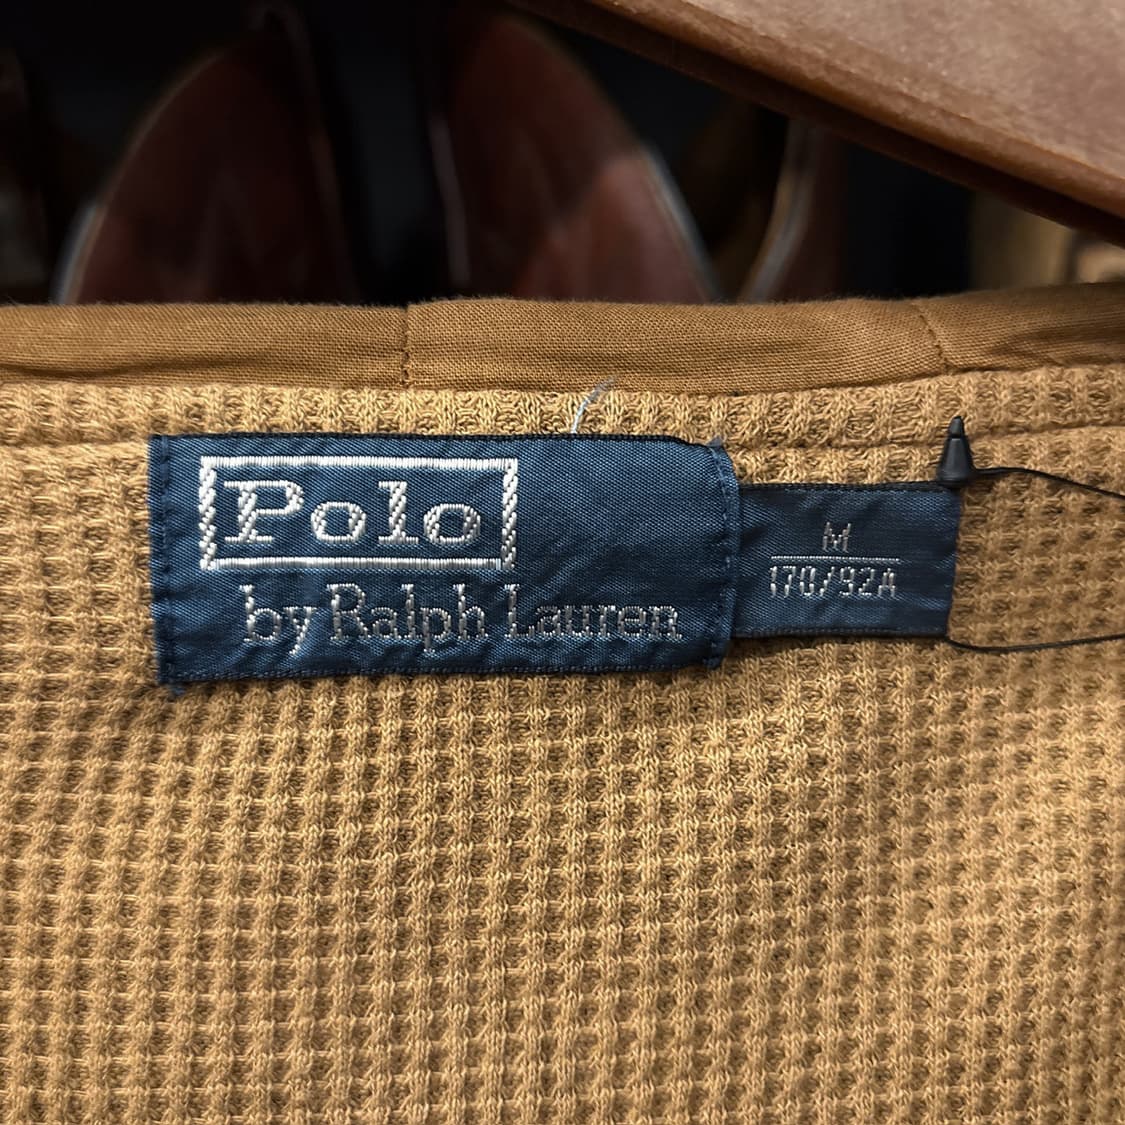 Polo
by Ralph Lauren
M
170/92A